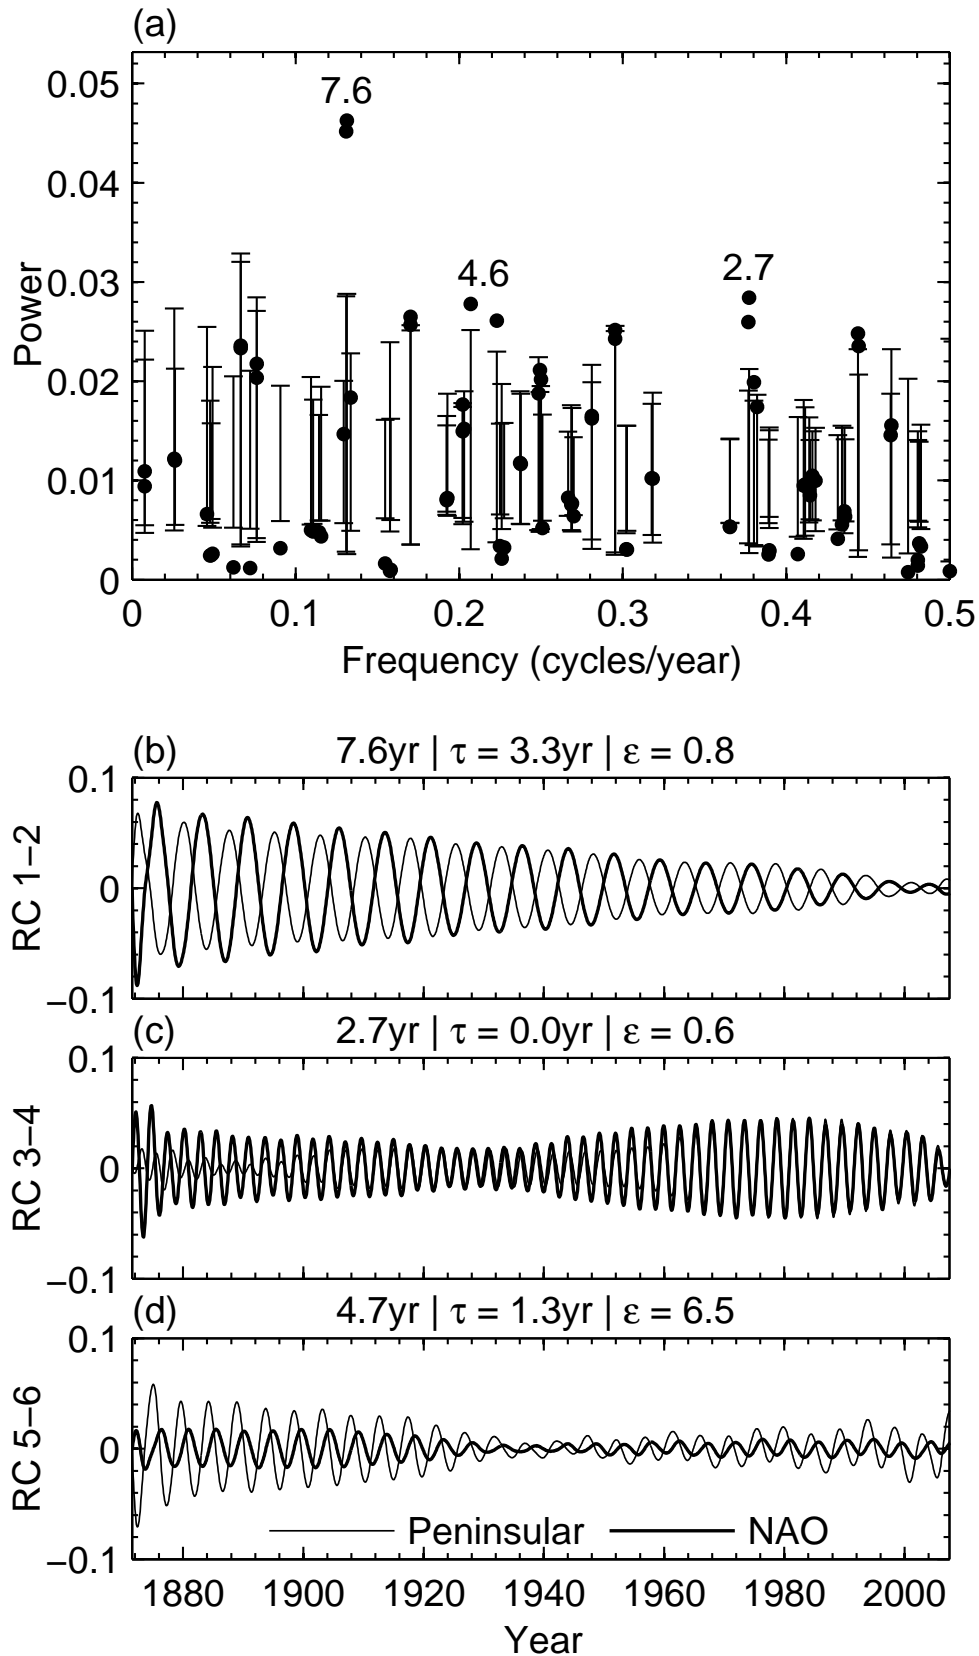 (a)
0.05
0.04
0.03
0.02
0.01
0
Power
7.6
4.6
2.7
0 0.1 0.2 0.3 0.4 0.5
Frequency (cycles/year)
(b) 7.6yr | τ = 3.3yr | ε = 0.8
0.1
0
−0.1
RC 1−2
(c) 2.7yr | τ = 0.0yr | ε = 0.6
0.1
0
−0.1
RC 3−4
(d) 4.7yr | τ = 1.3yr | ε = 6.5
0.1
0
−0.1
RC 5−6
Peninsular NAO
1880 1900 1920 1940 1960 1980 2000
Year